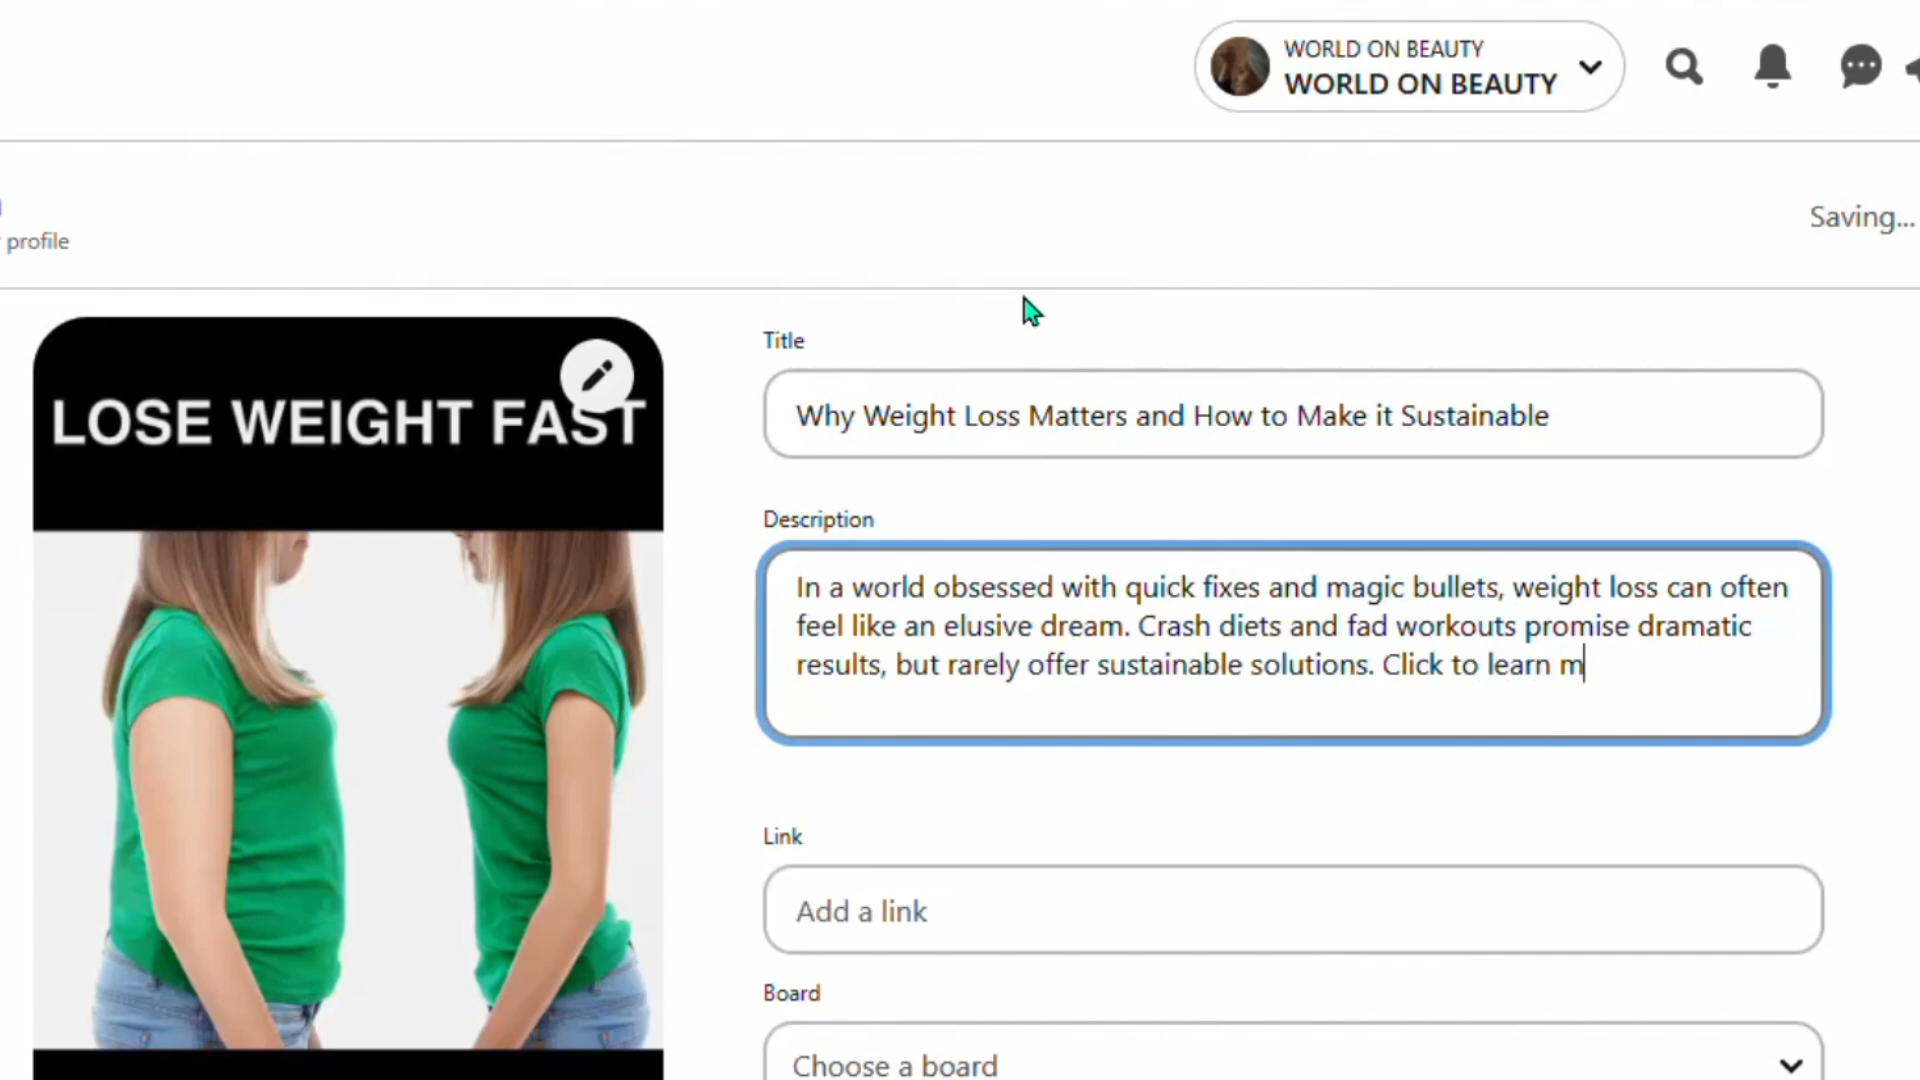 WORLD ON BEAUTY
WORLD ON BEAUTY
profile
Saving...
LOSE WEIGHT FAST
Title
Why Weight Loss Matters and How to Make it Sustainable
Description
In a world obsessed with quick fixes and magic bullets, weight loss can often
feel like an elusive dream. Crash diets and fad workouts promise dramatic
results, but rarely offer sustainable solutions. Click to learn m
Link
Add a link
Board
Choose a board